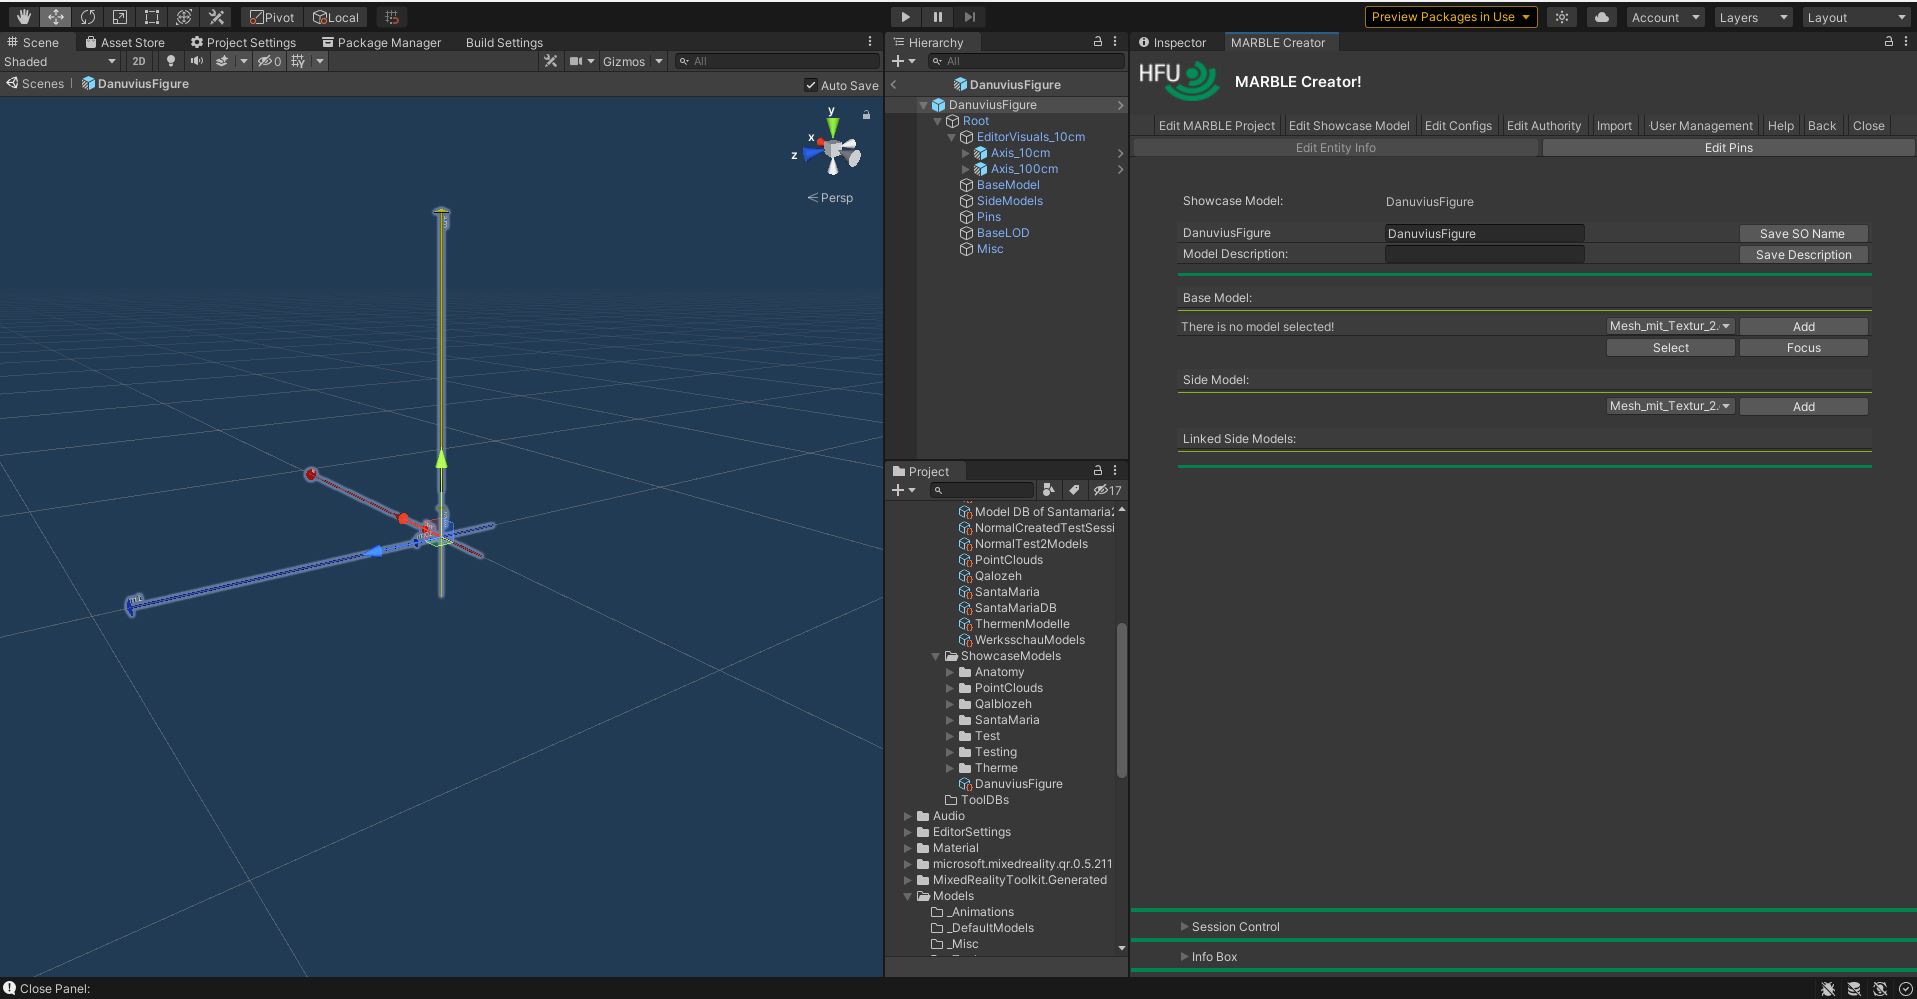 Pivot Local Preview Packages in Use Account Layers Layout
Scene Asset Store Project Settings Package Manager Build Settings
Shaded 2D 0 Gizmos All
Scenes DanuviusFigure Auto Save
y
x
z
Persp
Hierarchy
All
DanuviusFigure
DanuviusFigure
Root
EditorVisuals_10cm
Axis_10cm
Axis_100cm
BaseModel
SideModels
Pins
BaseLOD
Misc
Project
17
Model DB of Santamaria2
NormalCreatedTestSessi
NormalTest2Models
PointClouds
Qalozeh
SantaMaria
SantaMariaDB
ThermenModelle
WerksschauModels
ShowcaseModels
Anatomy
PointClouds
Qalblozeh
SantaMaria
Test
Testing
Therme
DanuviusFigure
ToolDBs
Audio
EditorSettings
Material
microsoft.mixedreality.qr.0.5.211
MixedRealityToolkit.Generated
Models
_Animations
_DefaultModels
_Misc
Inspector MARBLE Creator
HFU MARBLE Creator!
Edit MARBLE Project Edit Showcase Model Edit Configs Edit Authority Import User Management Help Back Close
Edit Entity Info Edit Pins
Showcase Model: DanuviusFigure
DanuviusFigure DanuviusFigure Save SO Name
Model Description: Save Description
Base Model:
There is no model selected! Mesh_mit_Textur_2. Add
Select Focus
Side Model:
Mesh_mit_Textur_2. Add
Linked Side Models:
Session Control
Info Box
Close Panel: